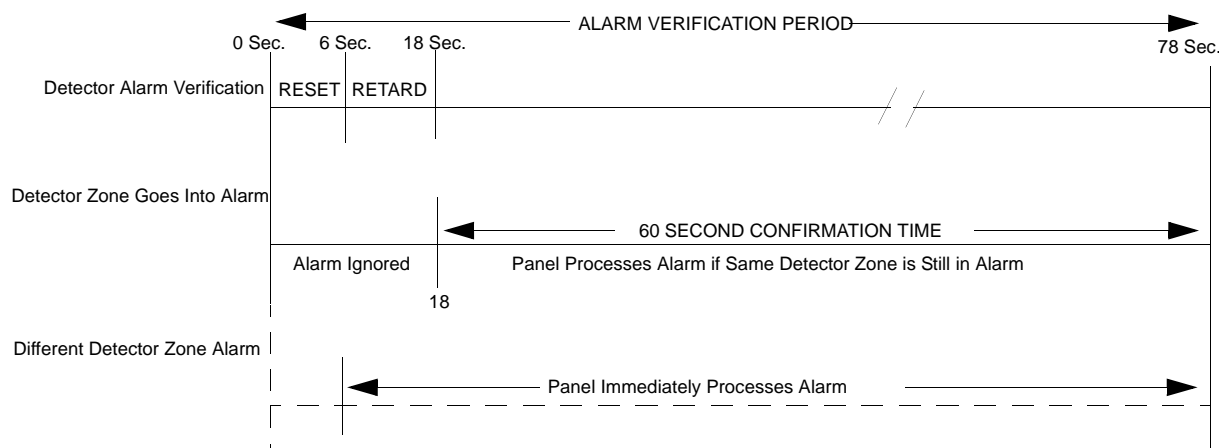 ALARM VERIFICATION PERIOD
0 Sec. 6 Sec. 18 Sec. 78 Sec.
Detector Alarm Verification RESET RETARD
Detector Zone Goes Into Alarm
60 SECOND CONFIRMATION TIME
Alarm Ignored Panel Processes Alarm if Same Detector Zone is Still in Alarm
18
Different Detector Zone Alarm
Panel Immediately Processes Alarm